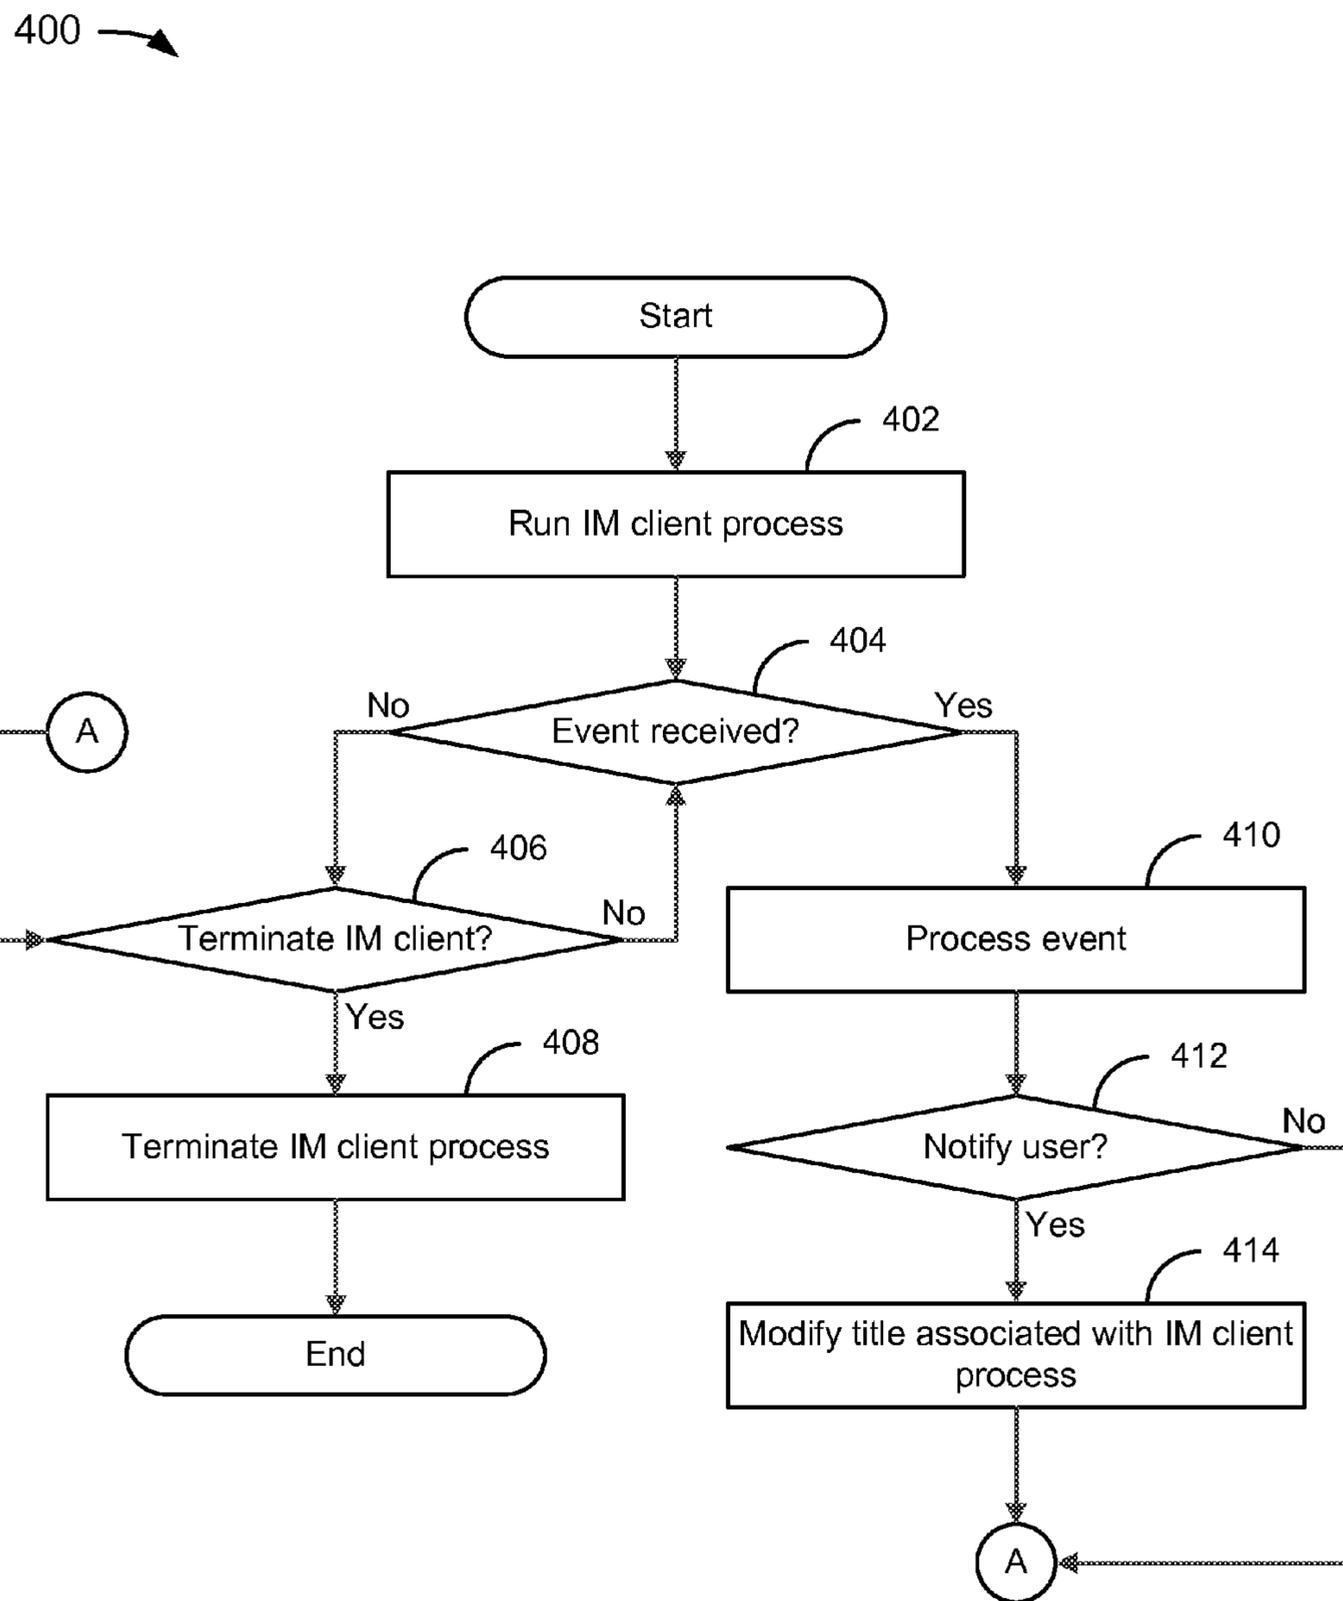 400
Start
402
Run IM client process
404
No
Event received?
Yes
A
406
Terminate IM client?
No
Yes
410
Process event
408
Terminate IM client process
412
Notify user?
No
Yes
414
Modify title associated with IM client
process
End
A